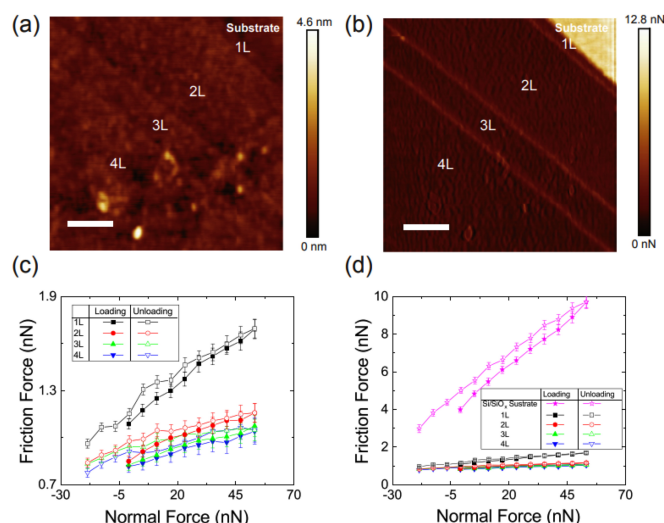 (a)
4.6 nm
Substrate
1L
2L
3L
4L
0 nm
(b)
12.8 nN
Substrate
1L
2L
3L
4L
0 nN
(c)
Friction Force (nN)
1.9
1.3
0.7
Loading Unloading
1L
2L
3L
4L
-30 -5 20 45 70
Normal Force (nN)
(d)
Friction Force (nN)
10
8
6
4
2
0
Loading Unloading
Si/SiOx Sustrate
1L
2L
3L
4L
-30 -5 20 45 70
Normal Force (nN)